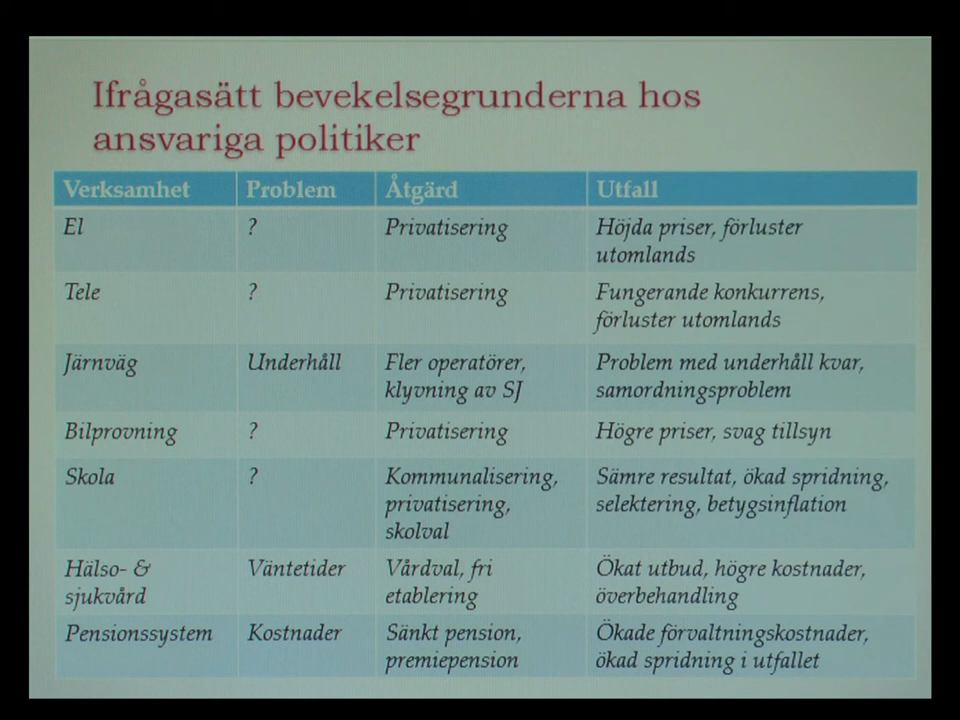 Ifrågasätt bevekelsegrunderna hos
ansvariga politiker
Verksamhet Problem Åtgärd Utfall
El ? Privatisering Höjda priser, förluster
utomlands
Tele ? Privatisering Fungerande konkurrens,
förluster utomlands
Järnväg Underhåll Fler operatörer, Problem med underhåll kvar,
klyvning av SJ samordningsproblem
Bilprovning ? Privatisering Högre priser, svag tillsyn
Skola ? Kommunalisering, Sämre resultat, ökad spridning,
privatisering, selektering, betygsinflation
skolval
Hälso- & Väntetider Vårdval, fri Ökat utbud, högre kostnader,
sjukvård etablering överbehandling
Pensionssystem Kostnader Sänkt pension, Ökade förvaltningskostnader,
premiepension ökad spridning i utfallet